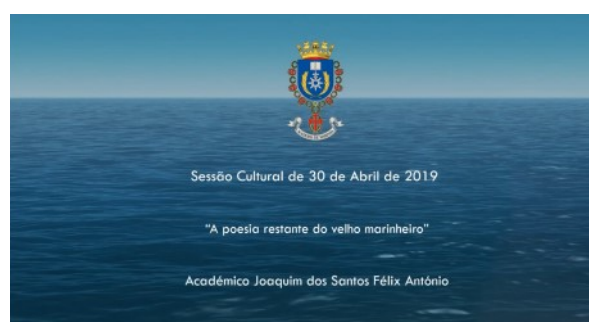 Sessão Cultural de 30 de Abril de 2019
"A poesia restante do velho marinheiro"
Académico Joaquim dos Santos Félix António